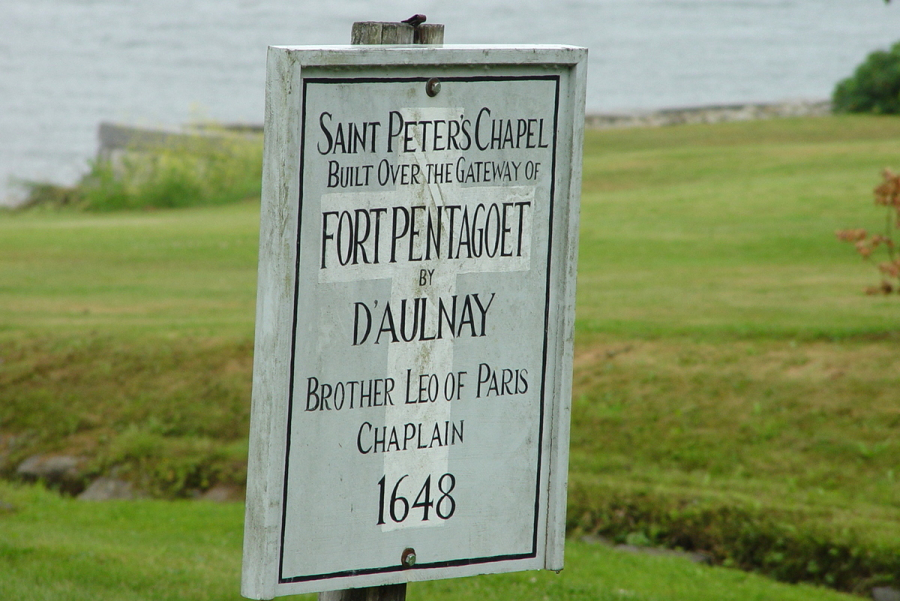 SAINT PETER'S CHAPEL
BUILT OVER THE GATEWAY OF
FORT PENTAGOET
BY
D'AULNAY
BROTHER LEO OF PARIS
CHAPLAIN
1648